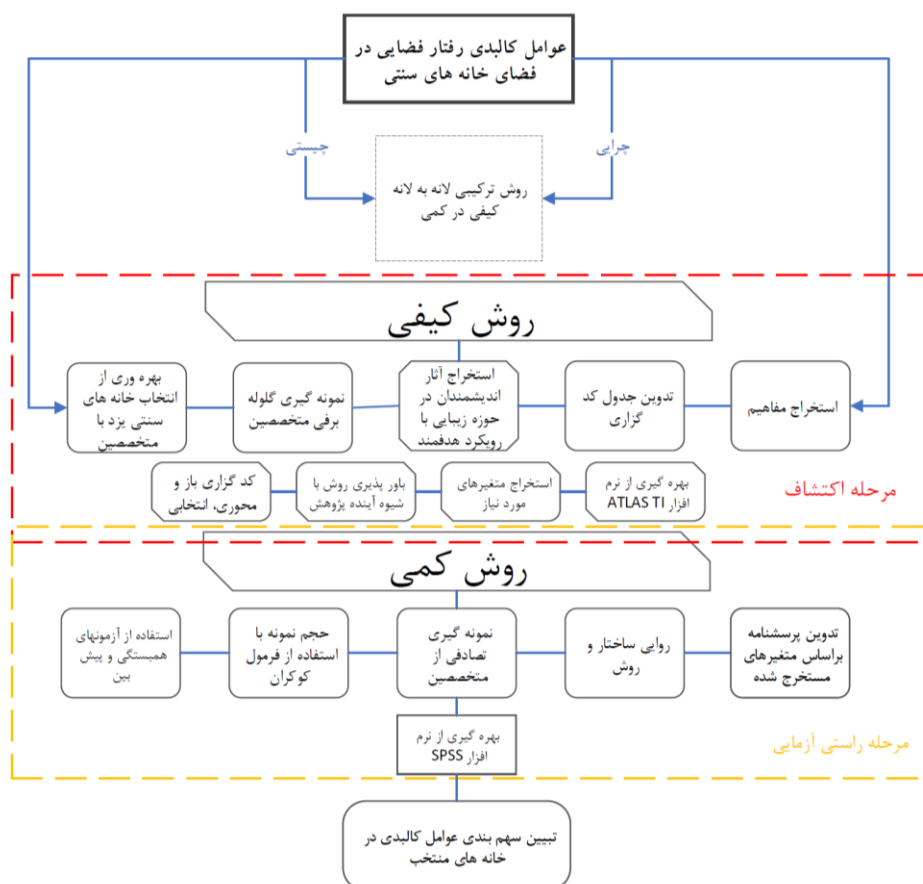 عوامل کالبدی رفتار فضایی در
فضای خانه های سنتی
چرایی
چیستی
روش ترکیبی لانه به لانه
کیفی در کمی
روش کیفی
استخراج مفاهیم
تدوین جدول کد
گزاری
استخراج آثار
اندیشمندان در
حوزه زیبایی با
رویکرد هدفمند
نمونه گیری گلوله
برفی متخصصین
بهره وری از
انتخاب خانه های
سنتی یزد با
متخصصین
بهره گیری از نرم
افزار ATLAS TI
استخراج متغیرهای
مورد نیاز
باور پذیری روش با
شیوه آینده پژوهش
کد گزاری باز و
محوری، انتخابی
مرحله اکتشاف
روش کمی
تدوین پرسشنامه
براساس متغیرهای
مستخرج شده
روایی ساختار و
روش
نمونه گیری
تصادفی از
متخصصین
حجم نمونه با
استفاده از فرمول
کوکران
استفاده از آزمونهای
همبستگی و پیش
بین
بهره گیری از نرم
افزار SPSS
مرحله راستی آزمایی
تبیین سهم بندی عوامل کالبدی در
خانه های منتخب